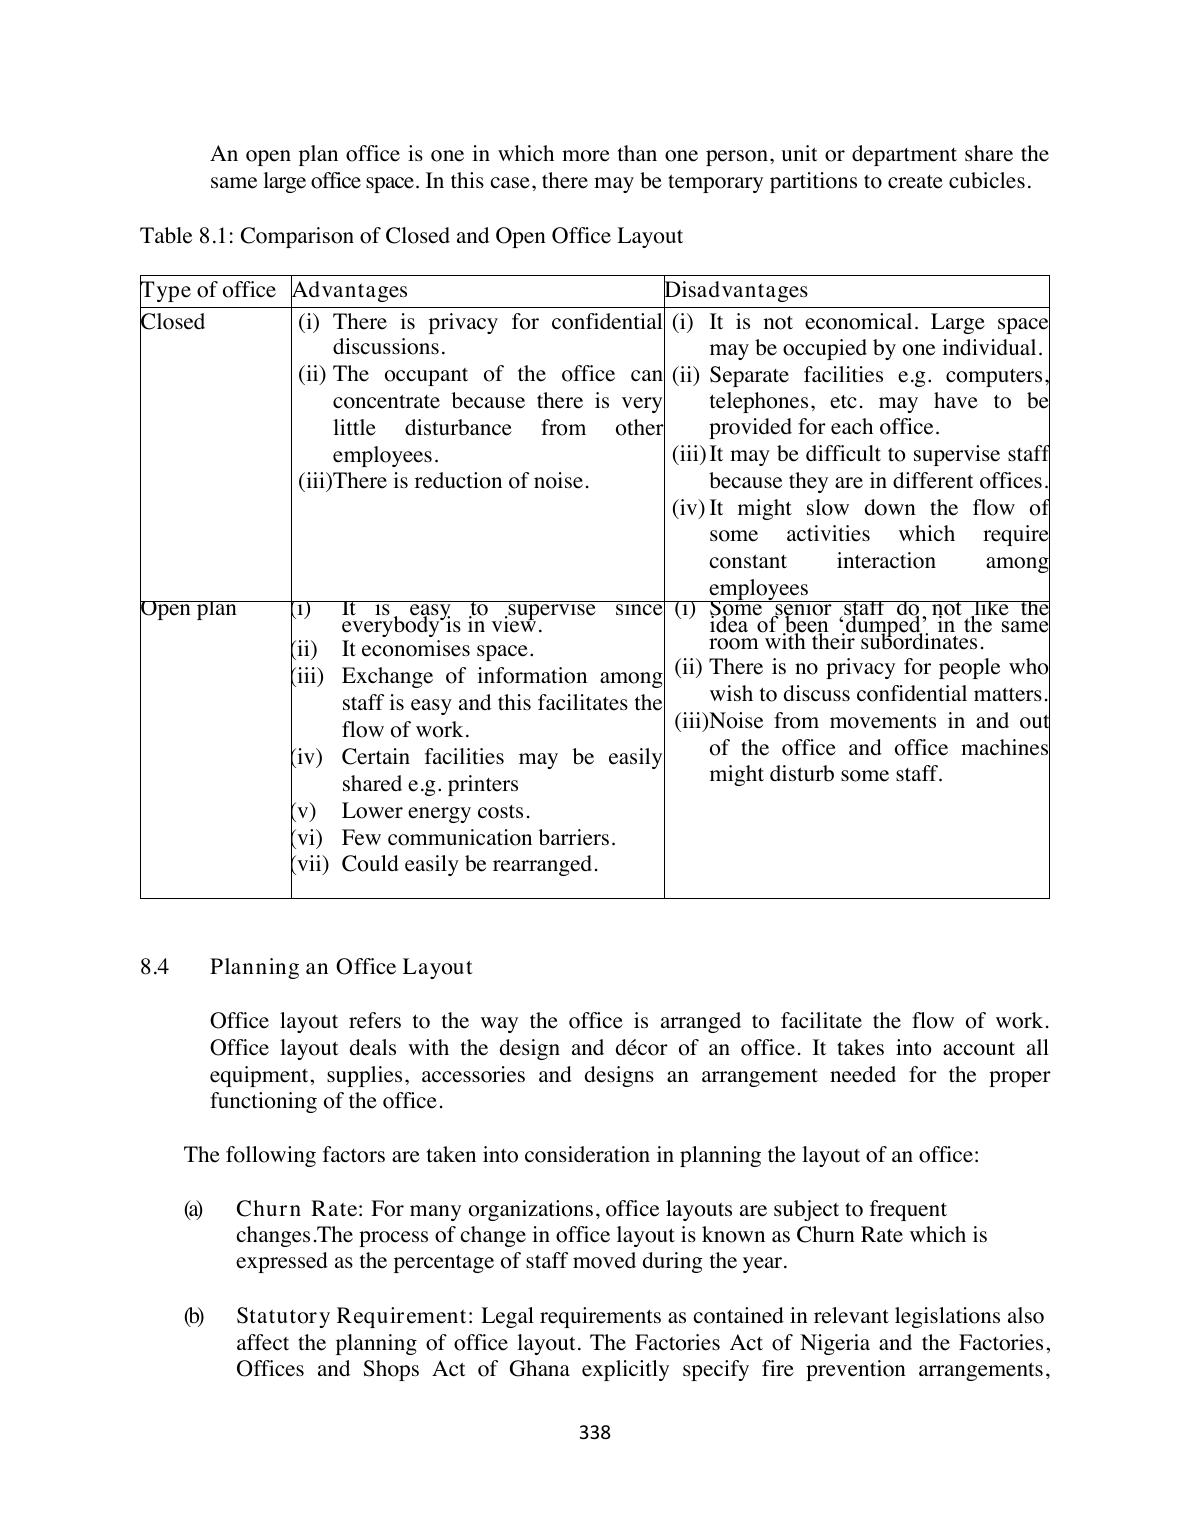 An open plan office is one in which more than one person, unit or department share the
same large office space. In this case, there may be temporary partitions to create cubicles.
Table 8.1: Comparison of Closed and Open Office Layout
Type of office Advantages Disadvantages
Closed
(i) There is privacy for confidential
discussions.
(ii) The occupant of the office can
concentrate because there is very
little disturbance from other
employees.
(iii)There is reduction of noise.
(i) It is not economical. Large space
may be occupied by one individual.
(ii) Separate facilities e.g. computers,
telephones, etc. may have to be
provided for each office.
(iii)It may be difficult to supervise staff
because they are in different offices.
(iv) It might slow down the flow of
some activities which require
constant interaction among
employees
Open plan
(i) It is easy to supervise since
everybody is in view.
(ii) It economises space.
(iii) Exchange of information among
staff is easy and this facilitates the
flow of work.
(iv) Certain facilities may be easily
shared e.g. printers
(v) Lower energy costs.
(vi) Few communication barriers.
(vii) Could easily be rearranged.
(i) Some senior staff do not like the
idea of been ‘dumped’ in the same
room with their subordinates.
(ii) There is no privacy for people who
wish to discuss confidential matters.
(iii)Noise from movements in and out
of the office and office machines
might disturb some staff.
8.4 Planning an Office Layout
Office layout refers to the way the office is arranged to facilitate the flow of work.
Office layout deals with the design and décor of an office. It takes into account all
equipment, supplies, accessories and designs an arrangement needed for the proper
functioning of the office.
The following factors are taken into consideration in planning the layout of an office:
(a) Churn Rate: For many organizations, office layouts are subject to frequent
changes.The process of change in office layout is known as Churn Rate which is
expressed as the percentage of staff moved during the year.
(b) Statutory Requirement: Legal requirements as contained in relevant legislations also
affect the planning of office layout. The Factories Act of Nigeria and the Factories,
Offices and Shops Act of Ghana explicitly specify fire prevention arrangements,
338